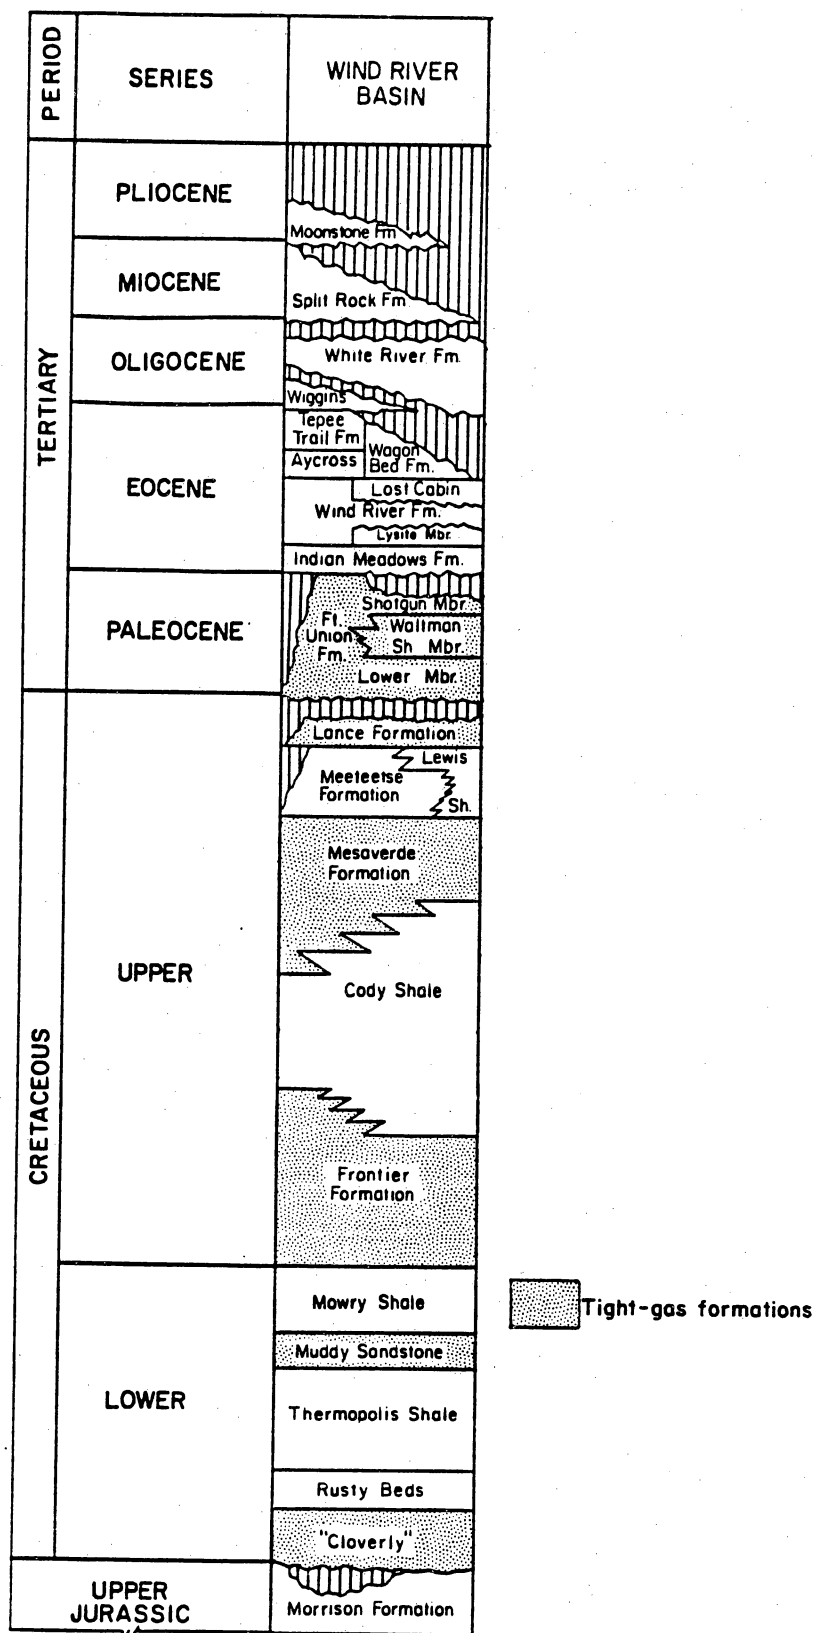 PERIOD
SERIES
WIND RIVER
BASIN
TERTIARY
PLIOCENE
Moonstone Fm
MIOCENE
Split Rock Fm.
OLIGOCENE
White River Fm.
Wiggins
EOCENE
Tepee
Trail Fm
Aycross
Wagon
Bed Fm.
Lost Cabin
Wind River Fm.
Lysite Mbr.
Indian Meadows Fm.
PALEOCENE
Ft.
Union
Fm.
Shotgun Mbr.
Waltman
Sh Mbr.
Lower Mbr.
CRETACEOUS
UPPER
Lance Formation
Lewis
Sh.
Meeteetse
Formation
Mesaverde
Formation
Cody Shale
Frontier
Formation
LOWER
Mowry Shale
Muddy Sandstone
Thermopolis Shale
Rusty Beds
"Cloverly"
UPPER
JURASSIC
Morrison Formation
Tight-gas formations